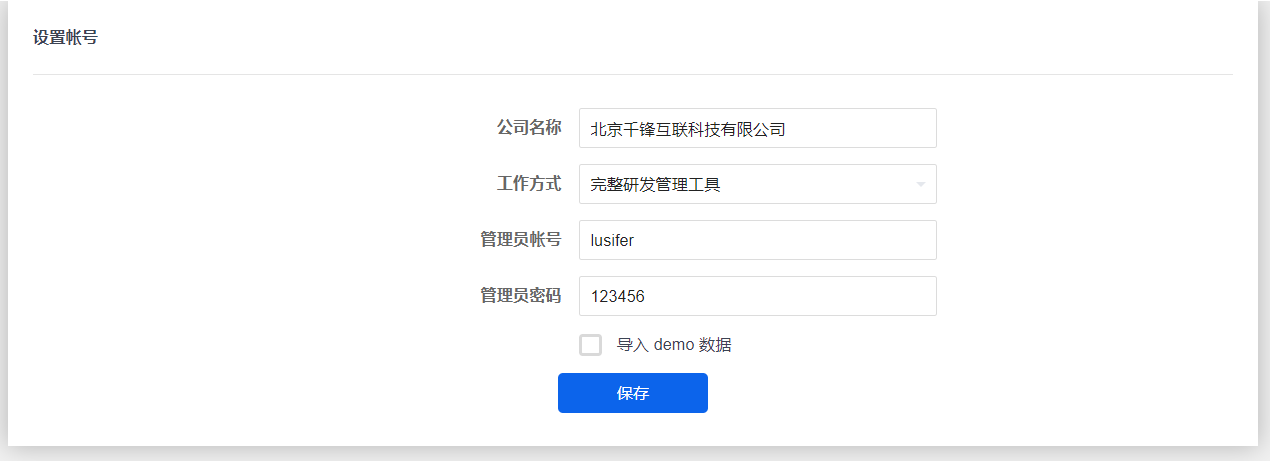 设置帐号
公司名称 北京千锋互联科技有限公司
工作方式 完整研发管理工具
管理员帐号 lusifer
管理员密码 123456
导入 demo 数据
保存